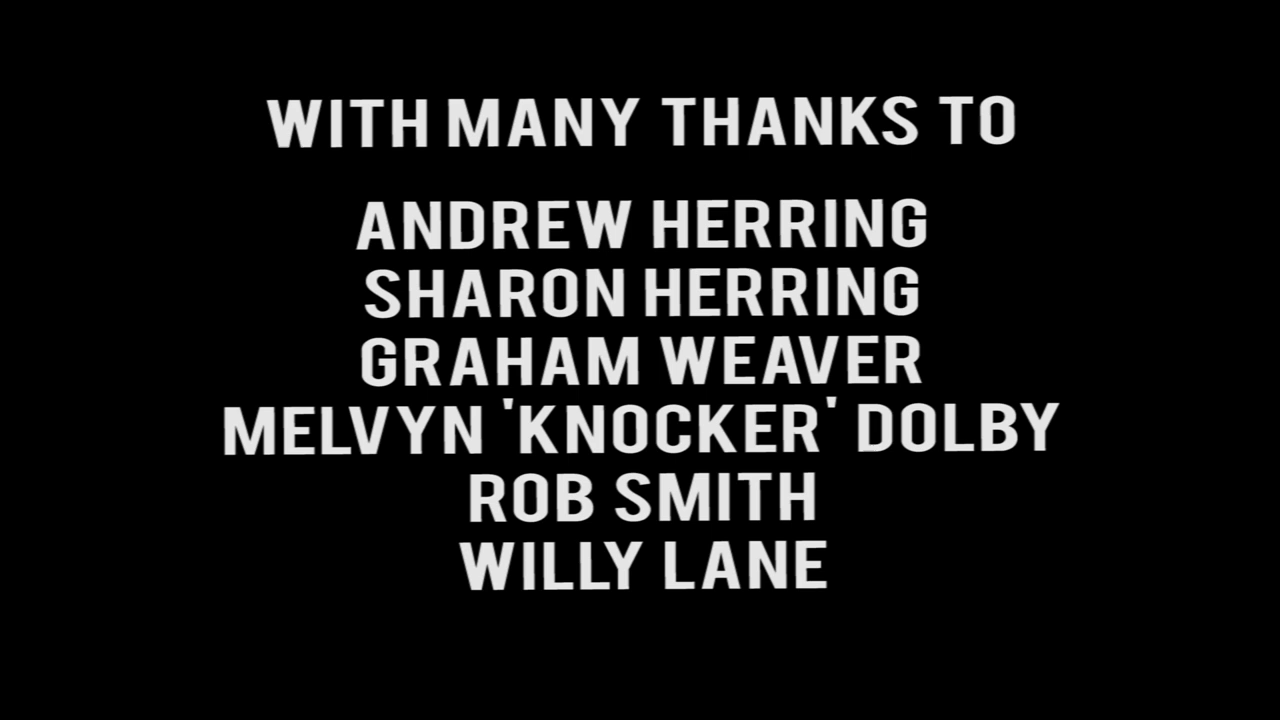 WITH MANY THANKS TO
ANDREW HERRING
SHARON HERRING
GRAHAM WEAVER
MELVYN 'KNOCKER' DOLBY
ROB SMITH
WILLY LANE